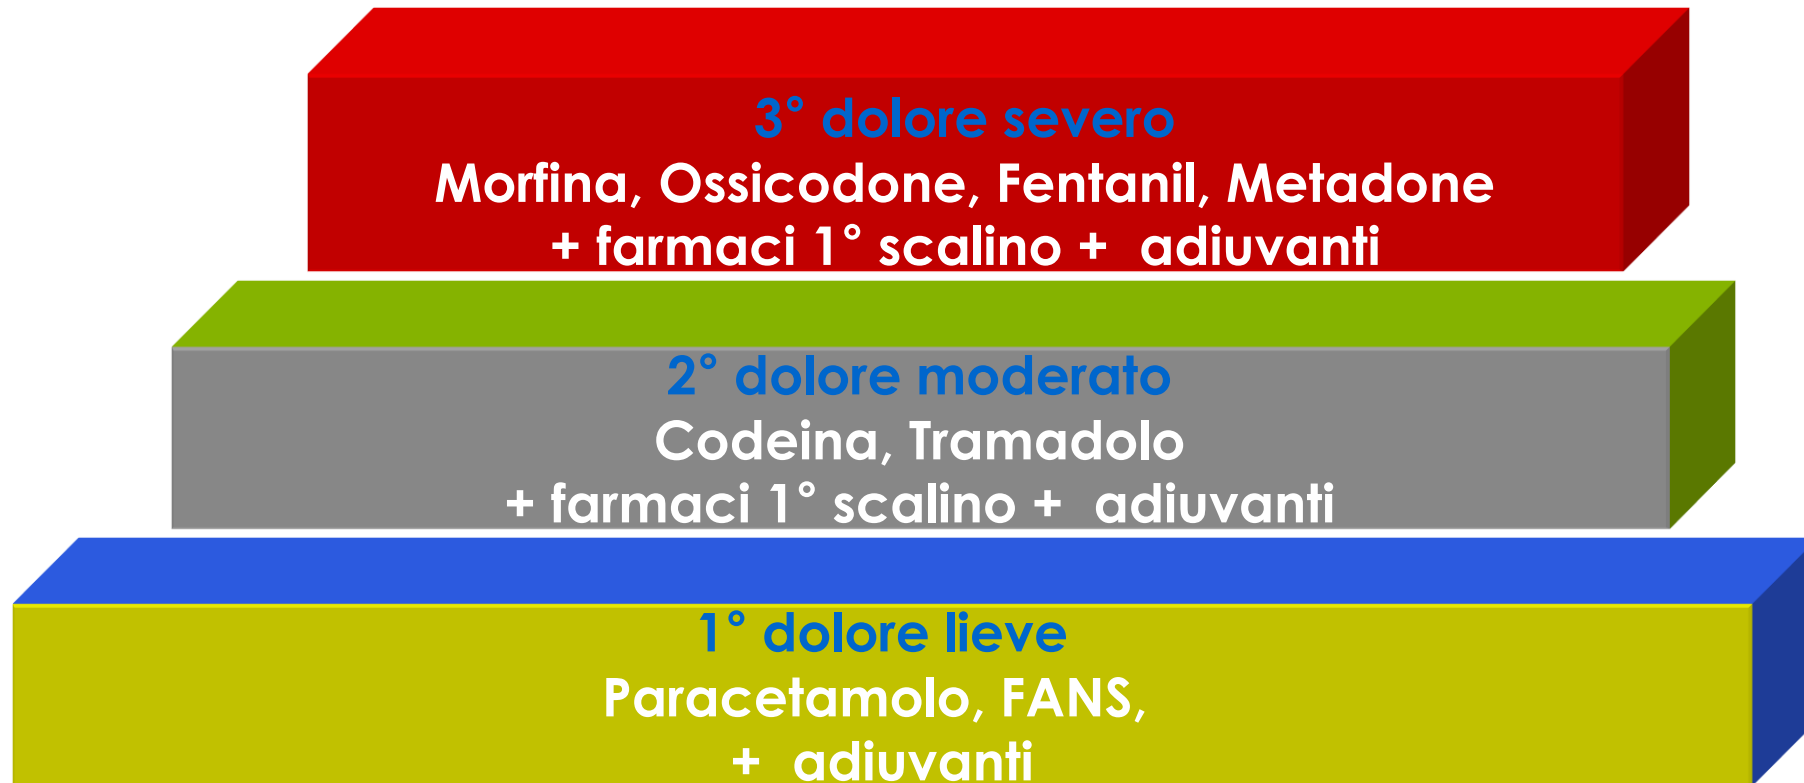 3° dolore severo
Morfina, Ossicodone, Fentanil, Metadone
+ farmaci 1° scalino + adiuvanti
2° dolore moderato
Codeina, Tramadolo
+ farmaci 1° scalino + adiuvanti
1° dolore lieve
Paracetamolo, FANS,
+ adiuvanti